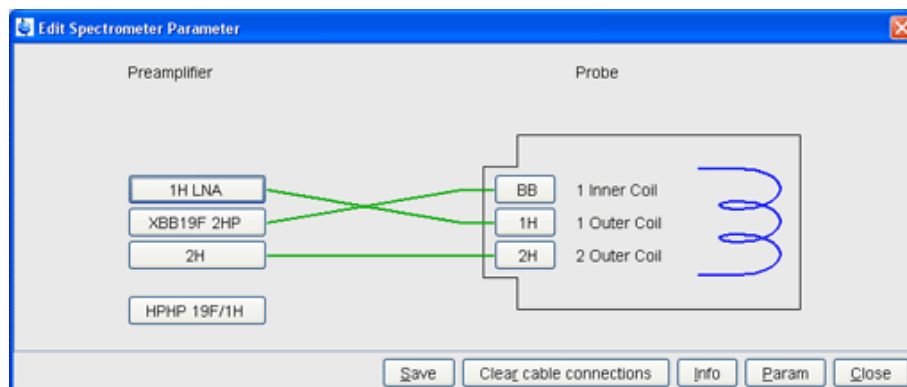 Edit Spectrometer Parameter
Preamplifier Probe
1H LNA BB 1 Inner Coil
XBB19F 2HP 1H 1 Outer Coil
2H 2H 2 Outer Coil
HPHP 19F/1H
Save Clear cable connections Info Param Close